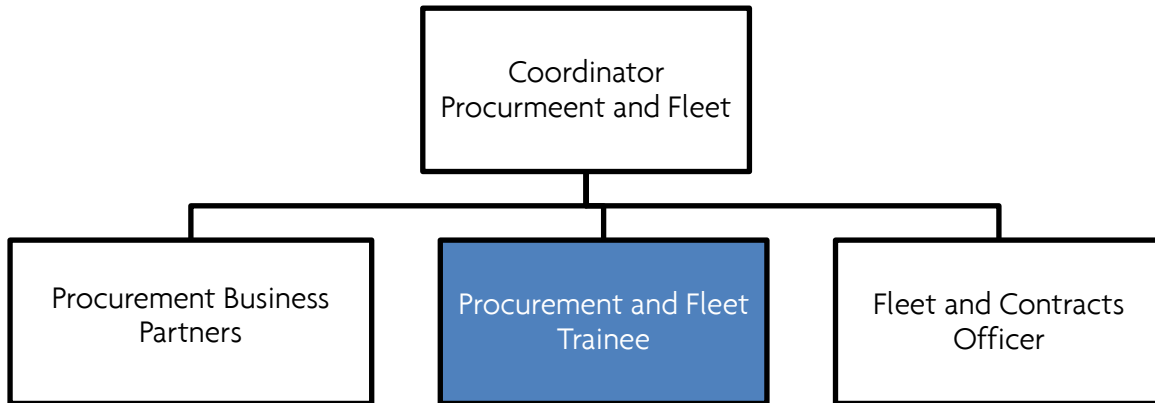 Coordinator
Procurmeent and Fleet
Procurement Business
Partners
Procurement and Fleet
Trainee
Fleet and Contracts
Officer